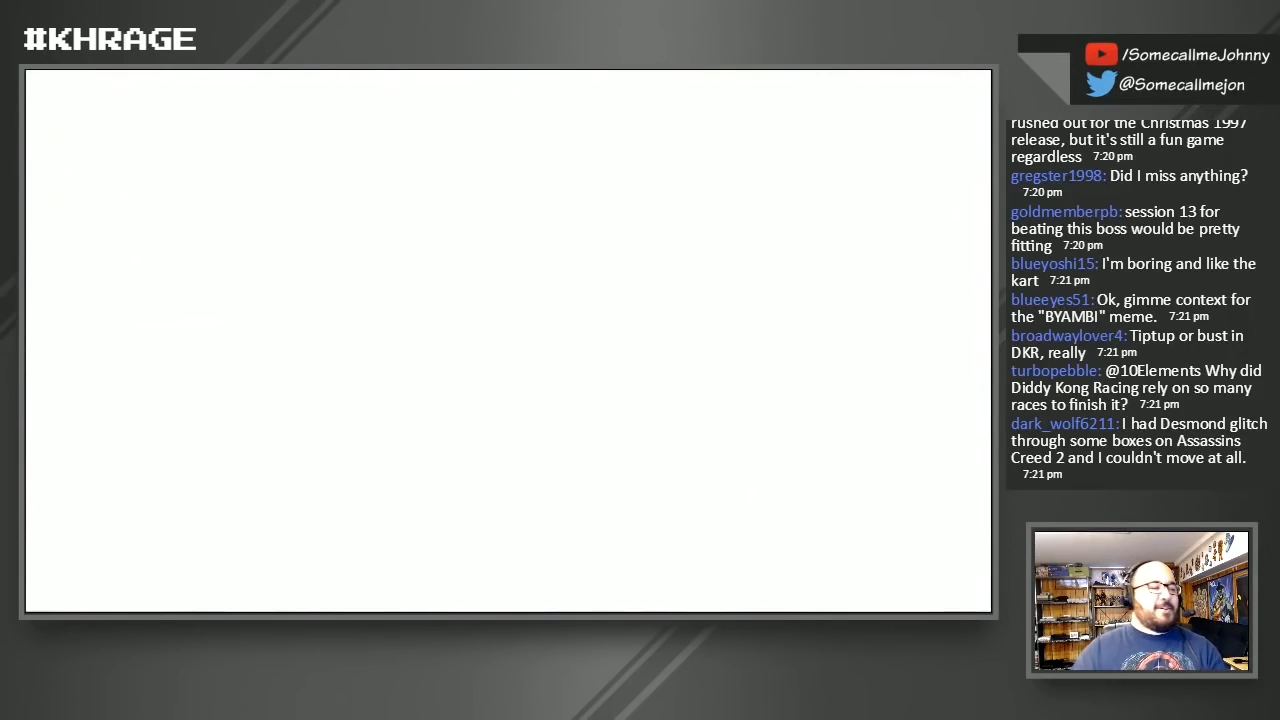 #KHRAGE
/SomecallmeJohnny
@Somecallmejon
rushed out for the Christmas 1997
release, but it's still a fun game
regardless 7:20 pm
gregster1998: Did I miss anything?
7:20 pm
goldmemberpb: session 13 for
beating this boss would be pretty
fitting 7:20 pm
blueyoshi15: I'm boring and like the
kart 7:21 pm
blueeyes51: Ok, gimme context for
the "BYAMBI" meme. 7:21 pm
broadwaylover4: Tiptup or bust in
DKR, really 7:21 pm
turbopebble: @10Elements Why did
Diddy Kong Racing rely on so many
races to finish it? 7:21 pm
dark_wolf6211: I had Desmond glitch
through some boxes on Assassins
Creed 2 and I couldn't move at all.
7:21 pm